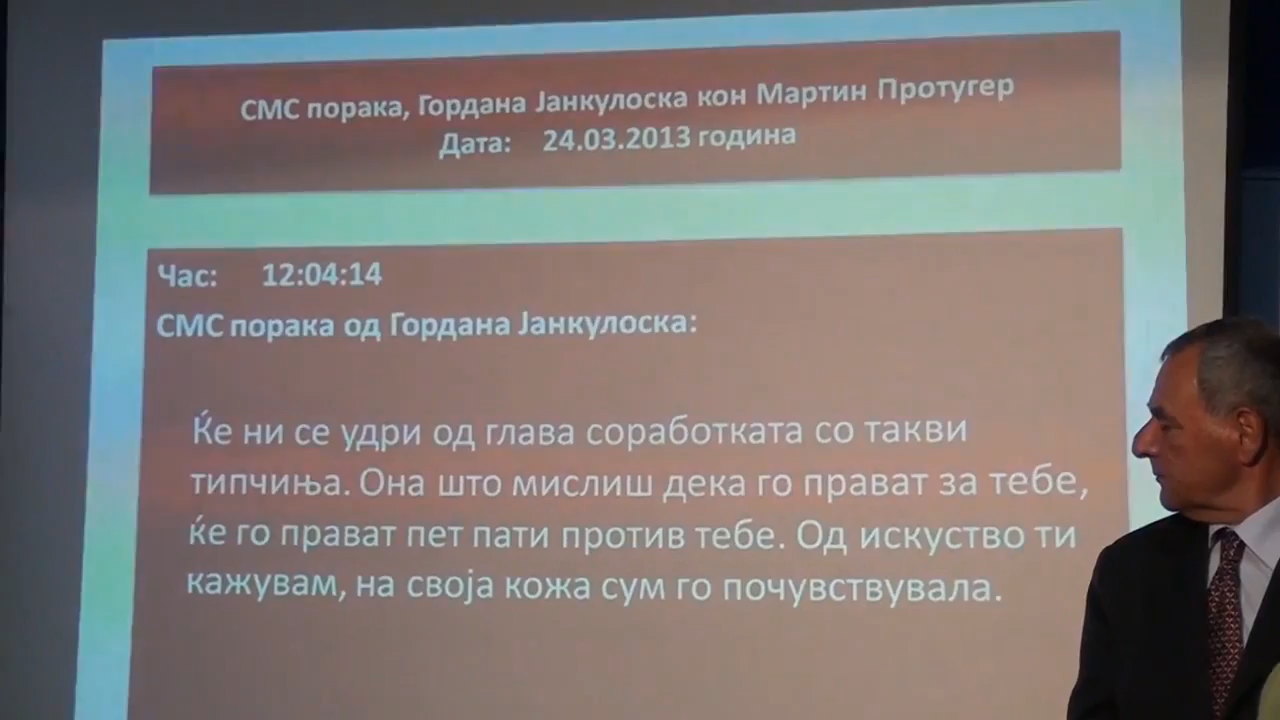 СМС порака, Гордана Јанкулоска кон Мартин Протугер
Дата: 24.03.2013 година
Час: 12:04:14
СМС порака од Гордана Јанкулоска:
Ќе ни се удри од глава соработката со такви
типчиња. Она што мислиш дека го прават за тебе,
ќе го прават пет пати против тебе. Од искуство ти
кажувам, на своја кожа сум го почувствувала.